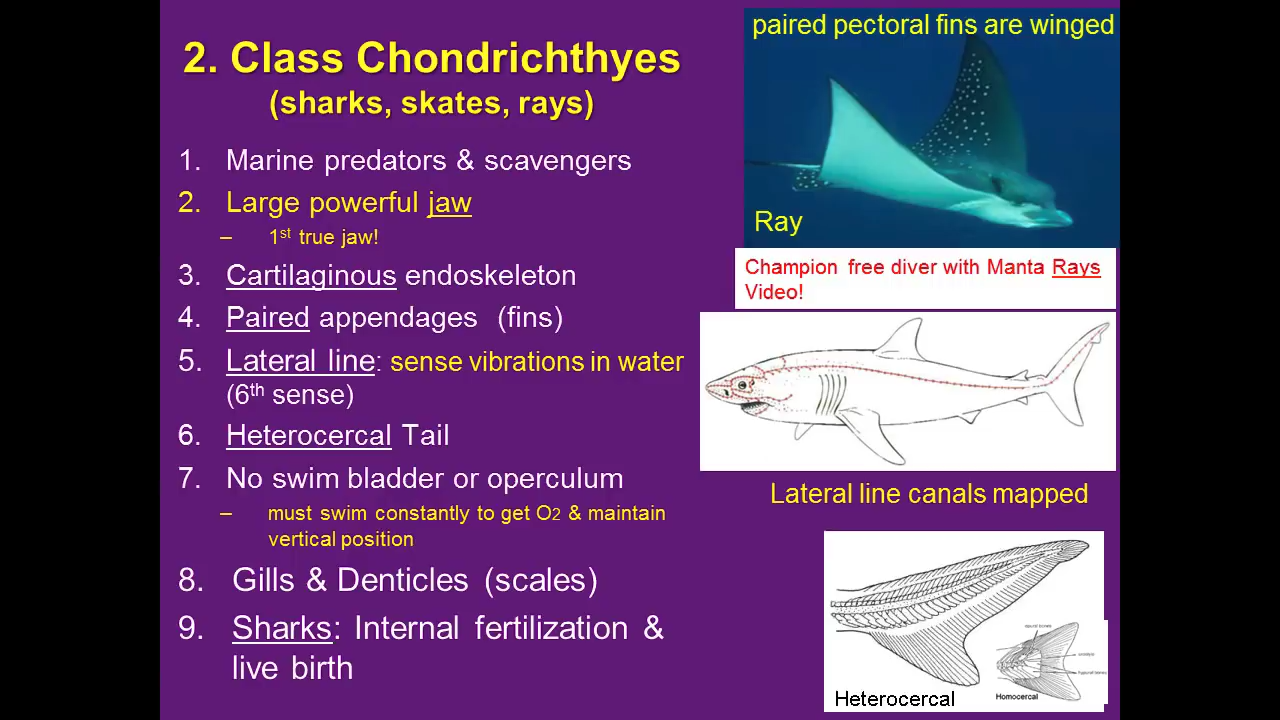 2. Class Chondrichthyes
(sharks, skates, rays)
1. Marine predators & scavengers
2. Large powerful jaw
– 1st true jaw!
3. Cartilaginous endoskeleton
4. Paired appendages (fins)
5. Lateral line: sense vibrations in water
(6th sense)
6. Heterocercal Tail
7. No swim bladder or operculum
– must swim constantly to get O2 & maintain
vertical position
8. Gills & Denticles (scales)
9. Sharks: Internal fertilization &
live birth
paired pectoral fins are winged
Ray
Champion free diver with Manta Rays
Video!
Lateral line canals mapped
Heterocercal
Homocercal